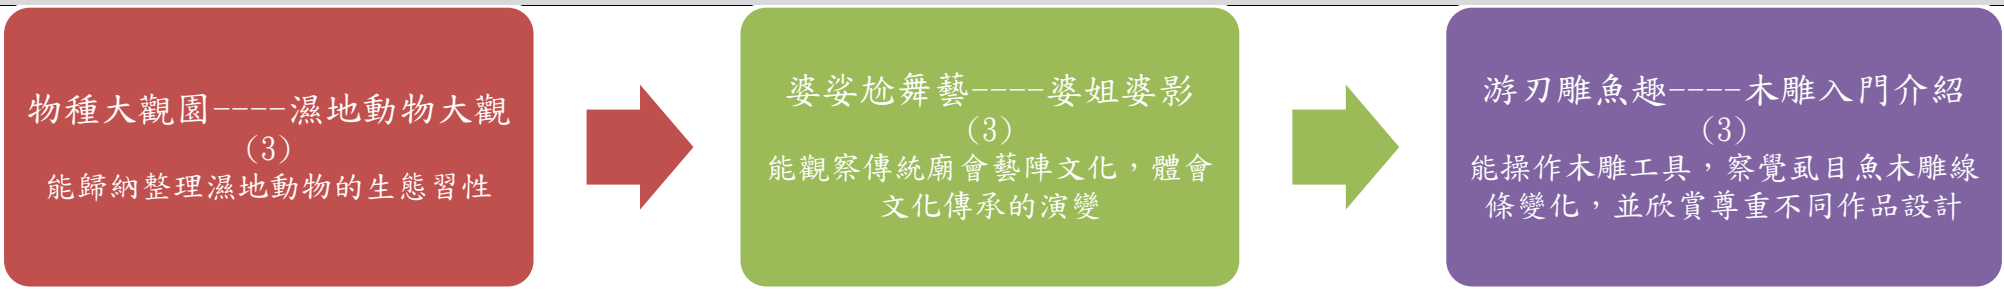 物種大觀園----濕地動物大觀
(3)
能歸納整理濕地動物的生態習性
婆娑尬舞藝----婆姐婆影
(3)
能觀察傳統廟會藝陣文化，體會
文化傳承的演變
游刃雕魚趣----木雕入門介紹
(3)
能操作木雕工具，察覺虱目魚木雕線
條變化，並欣賞尊重不同作品設計